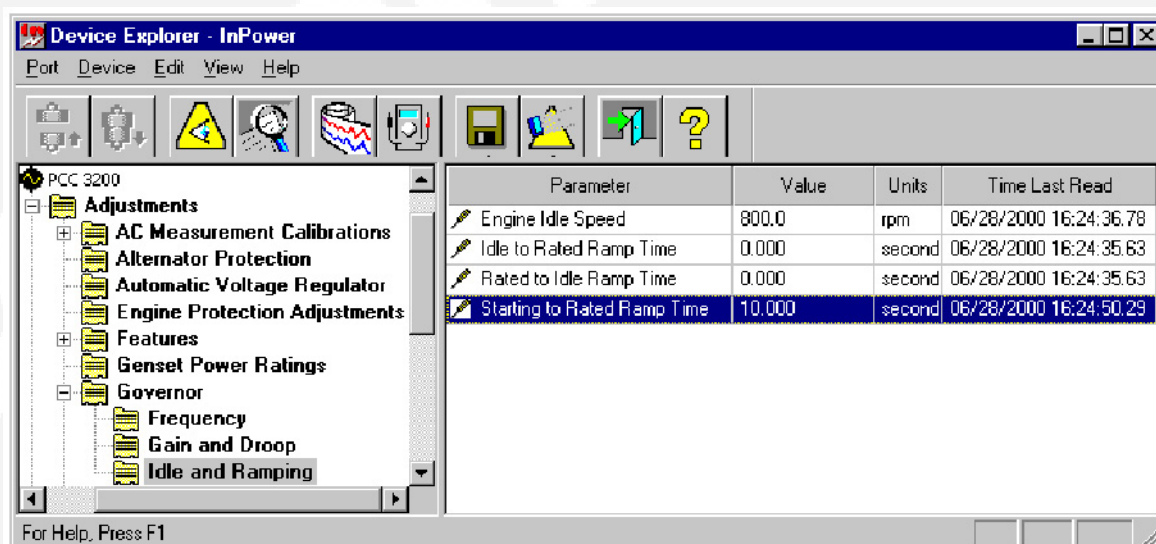 Device Explorer - InPower
Port Device Edit View Help
PCC 3200
Adjustments
AC Measurement Calibrations
Alternator Protection
Automatic Voltage Regulator
Engine Protection Adjustments
Features
Genset Power Ratings
Governor
Frequency
Gain and Droop
Idle and Ramping
Parameter Value Units Time Last Read
Engine Idle Speed 800.0 rpm 06/28/2000 16:24:36.78
Idle to Rated Ramp Time 0.000 second 06/28/2000 16:24:35.63
Rated to Idle Ramp Time 0.000 second 06/28/2000 16:24:35.63
Starting to Rated Ramp Time 10.000 second 06/28/2000 16:24:50.29
For Help, Press F1